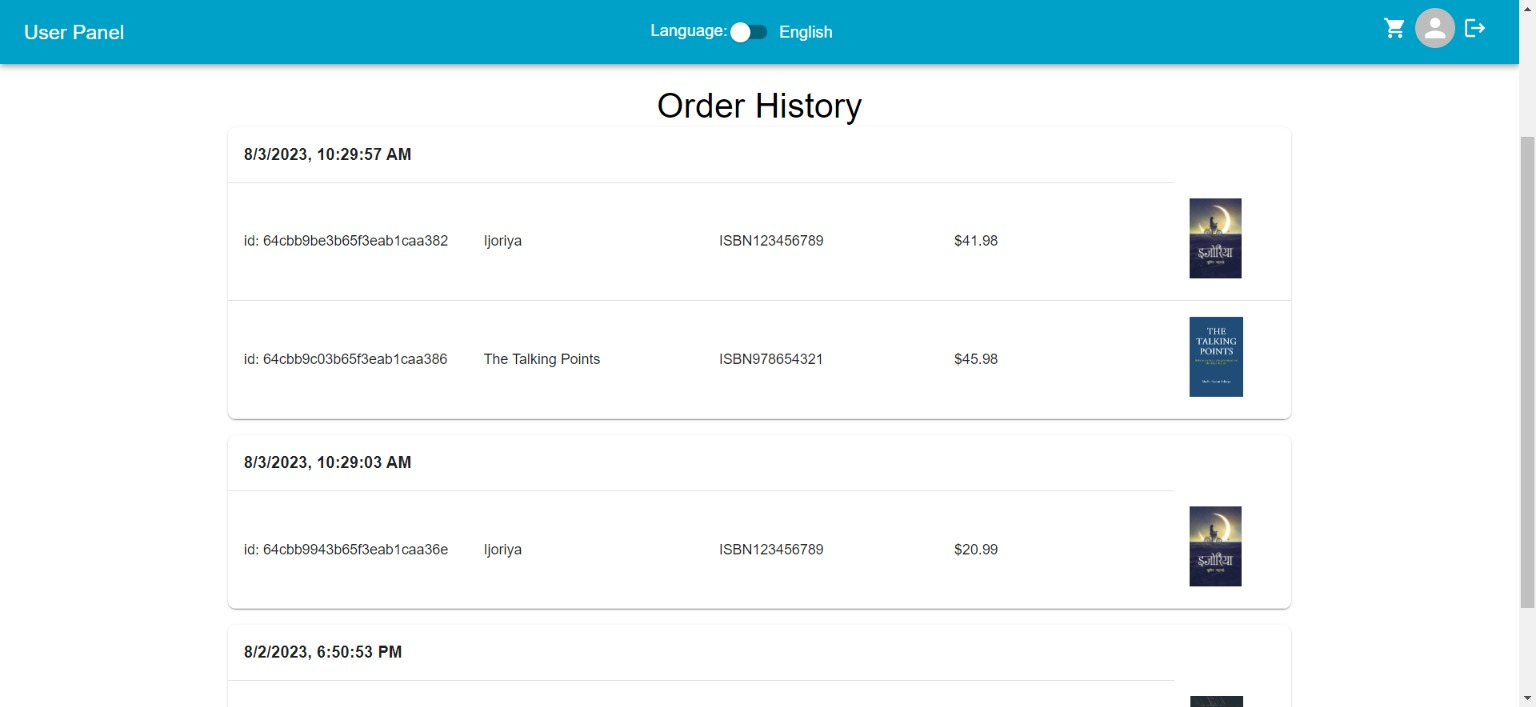 User Panel
Language: English
Order History
8/3/2023, 10:29:57 AM
id: 64cbb9be3b65f3eab1caa382 Ijoriya ISBN123456789 $41.98
इजोरिया
id: 64cbb9c03b65f3eab1caa386 The Talking Points ISBN978654321 $45.98
THE
TALKING
POINTS
8/3/2023, 10:29:03 AM
id: 64cbb9943b65f3eab1caa36e Ijoriya ISBN123456789 $20.99
इजोरिया
8/2/2023, 6:50:53 PM